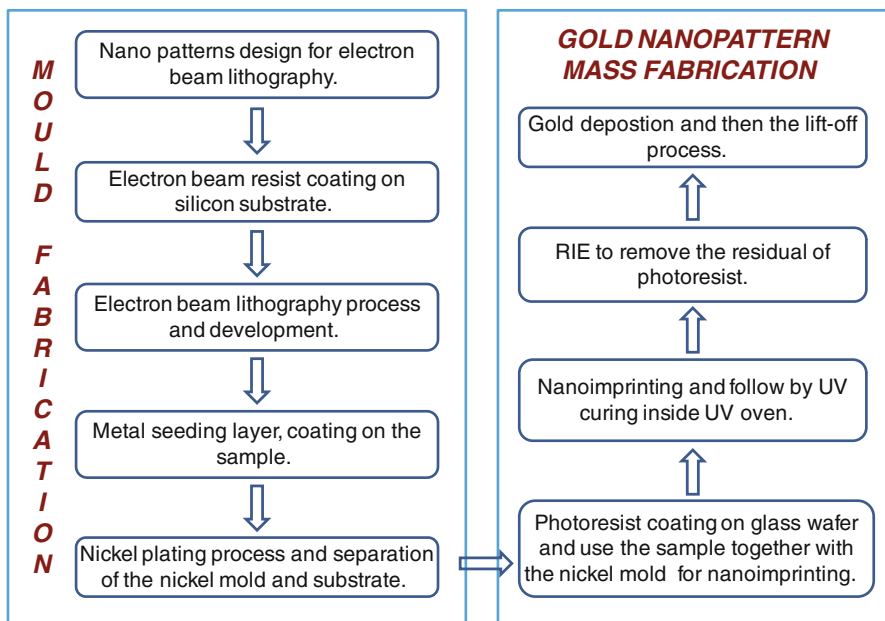 MOULD FABRICATION
Nano patterns design for electron
beam lithography.
Electron beam resist coating on
silicon substrate.
Electron beam lithography process
and development.
Metal seeding layer, coating on the
sample.
Nickel plating process and separation
of the nickel mold and substrate.
GOLD NANOPATTERN
MASS FABRICATION
Photoresist coating on glass wafer
and use the sample together with
the nickel mold for nanoimprinting.
Nanoimprinting and follow by UV
curing inside UV oven.
RIE to remove the residual of
photoresist.
Gold depostion and then the lift-off
process.